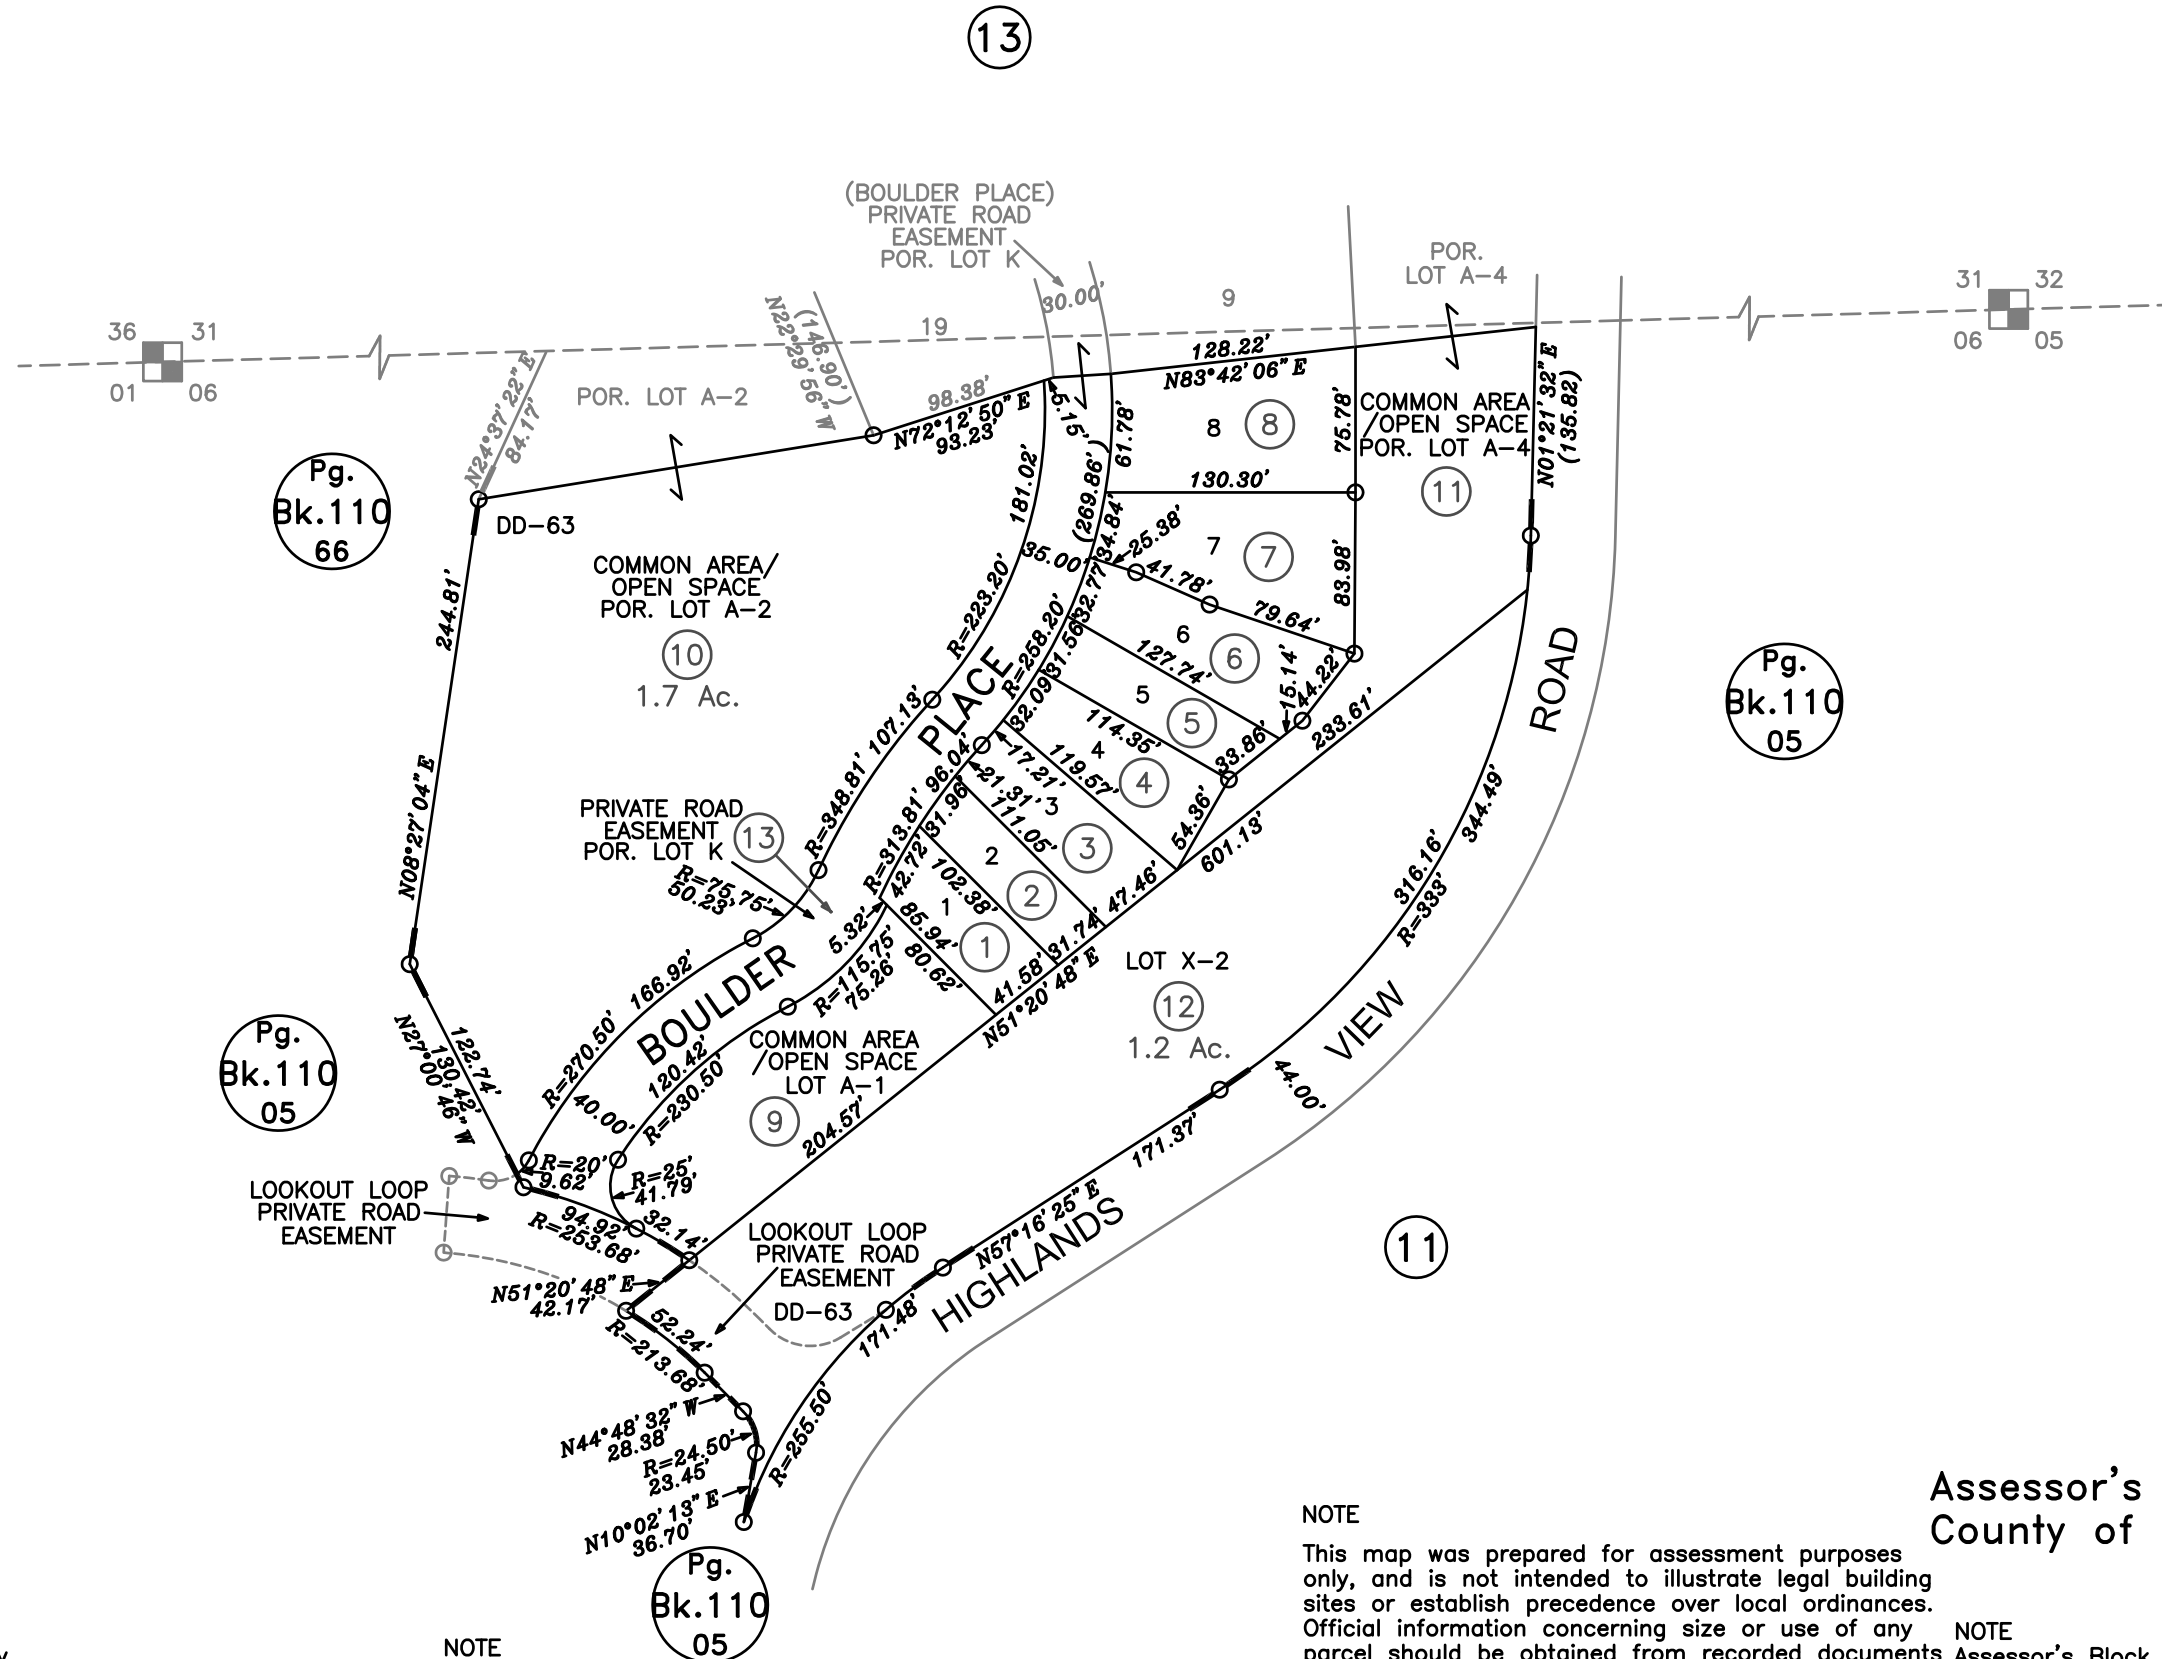 13
(BOULDER PLACE)
PRIVATE ROAD
EASEMENT
POR. LOT K
30.00'
9
POR.
LOT A-4
31
32
06
05
36
31
01
06
19
(146.90')
N22°29'56" W
N24°37'22" E
84.17'
POR. LOT A-2
98.38'
N72°12'50" E
93.23'
5.15'
128.22'
N83°42'06" E
N01°21'32" E
(135.82)
COMMON AREA
/OPEN SPACE
POR. LOT A-4
11
75.78'
8
8
61.78'
(269.86')
181.02'
130.30'
Pg.
Bk.110
66
DD-63
244.81'
N08°27'04" E
COMMON AREA/
OPEN SPACE
POR. LOT A-2
10
1.7 Ac.
34.84'
25.38'
7
7
83.98'
35.00'
41.78'
79.64'
R=223.20'
32.77'
R=258.20'
31.56'
6
6
127.74'
15.14'
44.22'
233.61'
5
5
32.09'
114.35'
33.86'
4
4
119.57'
17.21'
21.31'
3
3
111.05'
54.36'
601.13'
PLACE
107.13'
R=348.81'
96.04'
R=313.81'
31.96'
42.72'
2
2
102.38'
47.46'
31.74'
1
1
85.94'
80.62'
41.58'
N51°20'48" E
PRIVATE ROAD
EASEMENT
POR. LOT K
13
R=75.75'
50.23'
5.32'
R=115.75'
75.26'
166.92'
R=270.50'
BOULDER
120.42'
R=230.50'
40.00'
COMMON AREA
/OPEN SPACE
LOT A-1
9
204.57'
LOT X-2
12
1.2 Ac.
ROAD
344.49'
316.16'
R=333'
VIEW
44.00'
171.37'
N57°16'25" E
HIGHLANDS
Pg.
Bk.110
05
Pg.
Bk.110
05
122.74'
130.42'
N27°00'46" W
R=20'
9.62'
R=25'
41.79'
LOOKOUT LOOP
PRIVATE ROAD
EASEMENT
94.92'
R=253.68'
32.14'
LOOKOUT LOOP
PRIVATE ROAD
EASEMENT
DD-63
N51°20'48" E
42.17'
52.24'
R=213.68'
171.48'
R=255.50'
N44°48'32" W
28.38'
R=24.50'
23.45'
N10°02'13" E
36.70'
11
Pg.
Bk.110
05
Assessor's
County of
NOTE
This map was prepared for assessment purposes
only, and is not intended to illustrate legal building
sites or establish precedence over local ordinances.
Official information concerning size or use of any
parcel should be obtained from recorded documents
NOTE
Assessor's Block
NOTE